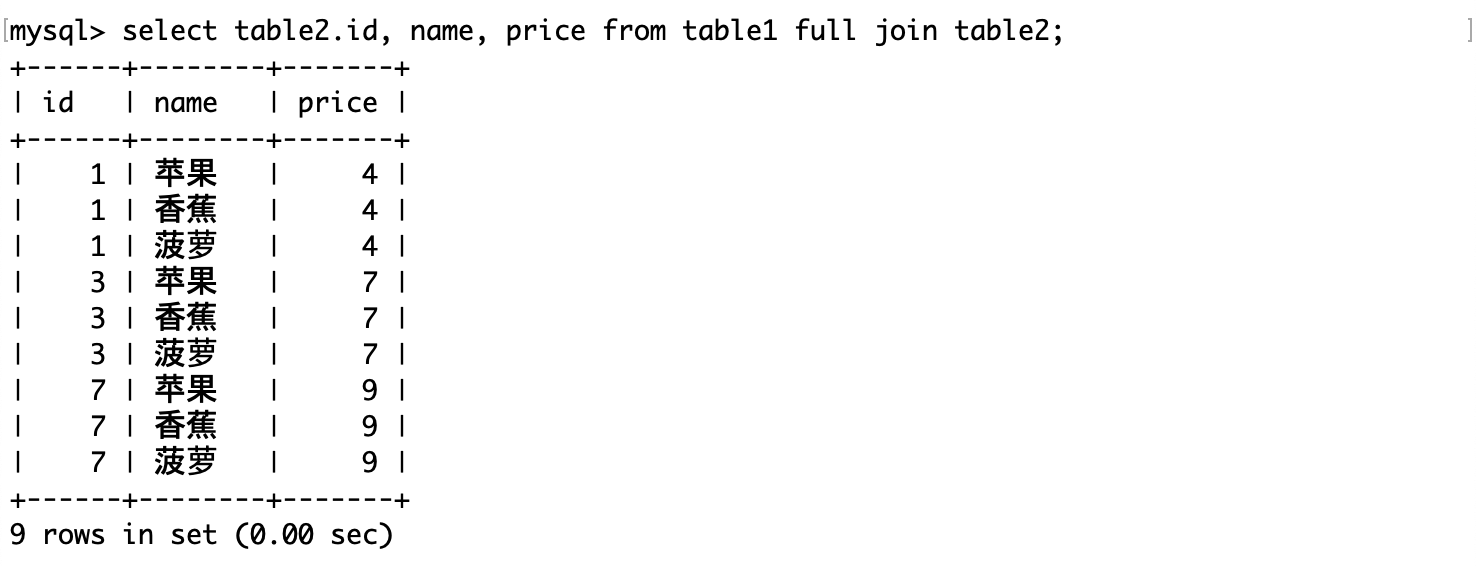 [mysql> select table2.id, name, price from table1 full join table2; ]
+------+--------+-------+
| id   | name   | price |
+------+--------+-------+
|    1 | 苹果   |     4 |
|    1 | 香蕉   |     4 |
|    1 | 菠萝   |     4 |
|    3 | 苹果   |     7 |
|    3 | 香蕉   |     7 |
|    3 | 菠萝   |     7 |
|    7 | 苹果   |     9 |
|    7 | 香蕉   |     9 |
|    7 | 菠萝   |     9 |
+------+--------+-------+
9 rows in set (0.00 sec)